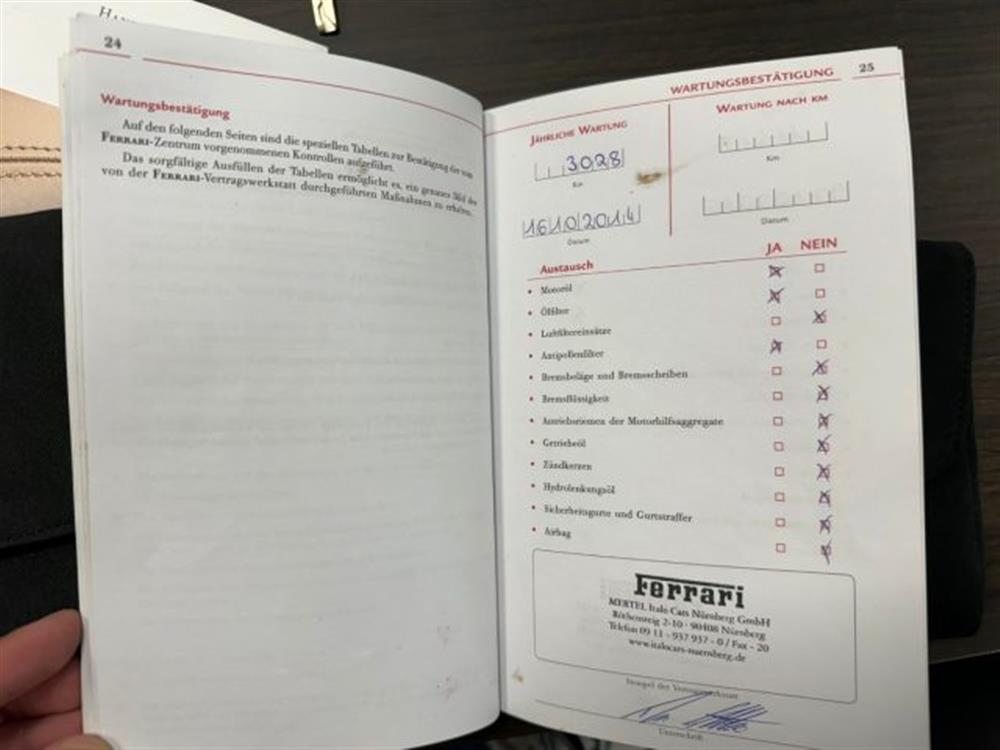 24
Wartungsbestätigung
Auf den folgenden Seiten sind die speziellen Tabellen zur Bestätigung der vom
FERRARI-Zentrum vorgenommenen Kontrollen aufgeführt.
Das sorgfältige Ausfüllen der Tabellen ermöglicht es, ein genaues Bild der
von der FERRARI-Vertragswerkstatt durchgeführten Maßnahmen zu erhalten.
WARTUNGSBESTÄTIGUNG 25
JÄHRLICHE WARTUNG
3028
Km
16102014
Datum
WARTUNG NACH KM
Km
Datum
Austausch JA NEIN
• Motoröl
• Ölfilter
• Luftfiltereinsätze
• Antipollenfilter
• Bremsbeläge und Bremsscheiben
• Bremsflüssigkeit
• Antriebsriemen der Motorhilfsaggregate
• Getriebeöl
• Zündkerzen
• Hydrolenkungsöl
• Sicherheitsgurte und Gurtstraffer
• Airbag
Ferrari
MERTEL Italo Cars Nürnberg GmbH
Röthensteig 2-10 · 90408 Nürnberg
Telefon 09 11 - 937 937 - 0 / Fax - 20
www.italocars-nuernberg.de
Stempel der
Unterschrift